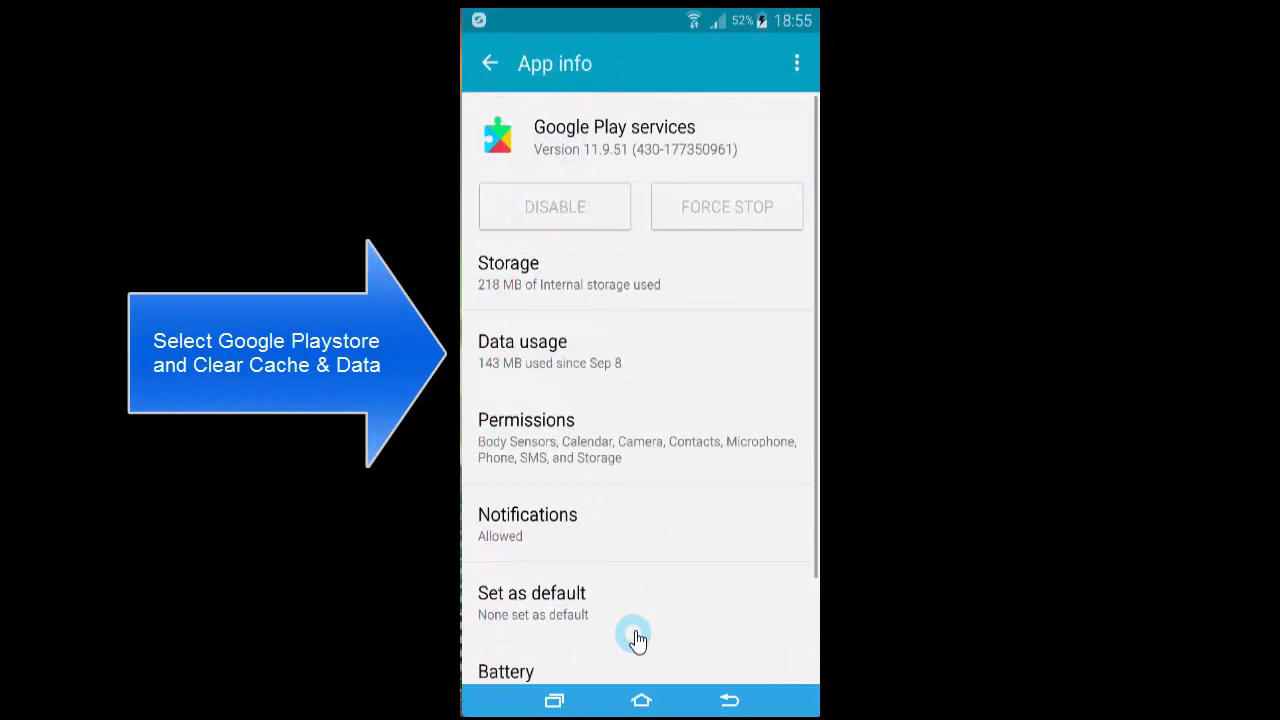 52% 18:55
App info
Google Play services
Version 11.9.51 (430-177350961)
DISABLE FORCE STOP
Storage
218 MB of Internal storage used
Select Google Playstore
and Clear Cache & Data
Data usage
143 MB used since Sep 8
Permissions
Body Sensors, Calendar, Camera, Contacts, Microphone,
Phone, SMS, and Storage
Notifications
Allowed
Set as default
None set as default
Battery